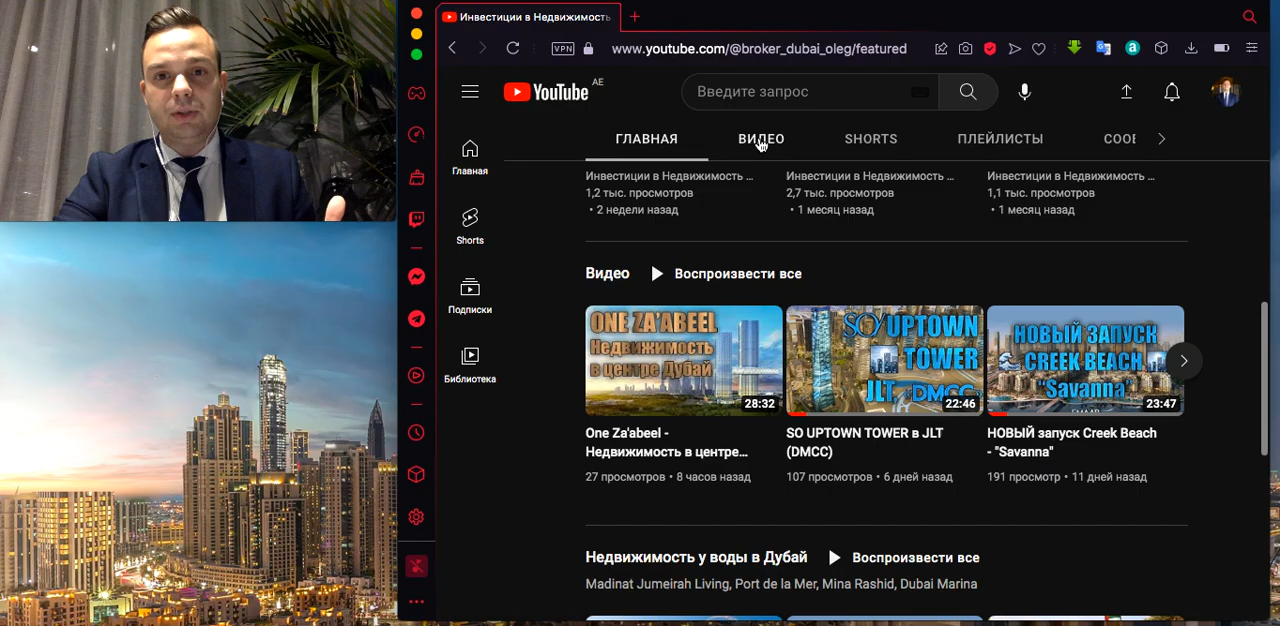 Инвестиции в Недвижимость
VPN
www.youtube.com/@broker_dubai_oleg/featured
a
YouTube AE
Введите запрос
ГЛАВНАЯ
ВИДЕО
SHORTS
ПЛЕЙЛИСТЫ
СООБ
Главная
Shorts
Подписки
Библиотека
Инвестиции в Недвижимость ...
1,2 тыс. просмотров
• 2 недели назад
Инвестиции в Недвижимость ...
2,7 тыс. просмотров
• 1 месяц назад
Инвестиции в Недвижимость ...
1,1 тыс. просмотров
• 1 месяц назад
Видео
Воспроизвести все
ONE ZA'ABEEL
Недвижимость
в центре Дубай
28:32
One Za'abeel -
Недвижимость в центре...
27 просмотров • 8 часов назад
SO/ UPTOWN
TOWER
JLT (DMCC)
22:46
SO UPTOWN TOWER в JLT
(DMCC)
107 просмотров • 6 дней назад
НОВЫЙ ЗАПУСК
CREEK BEACH
"Savanna"
EMAAR
23:47
НОВЫЙ запуск Creek Beach
- "Savanna"
191 просмотр • 11 дней назад
Недвижимость у воды в Дубай
Воспроизвести все
Madinat Jumeirah Living, Port de la Mer, Mina Rashid, Dubai Marina